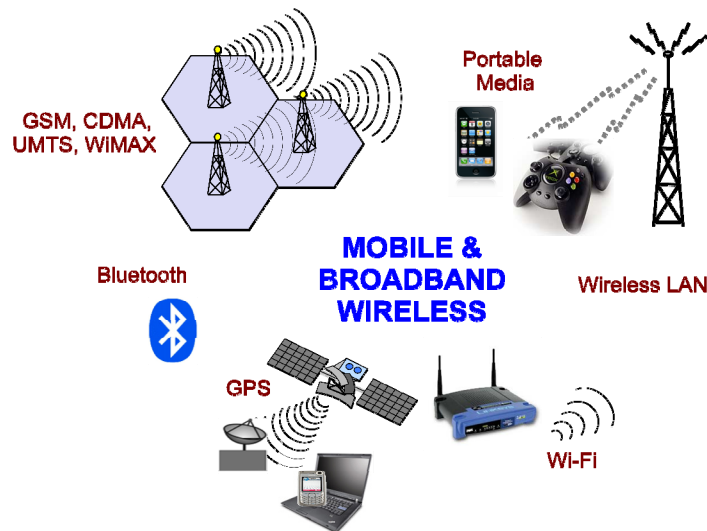 Portable
Media
GSM, CDMA,
UMTS, WiMAX
MOBILE &
BROADBAND
WIRELESS
Bluetooth
Wireless LAN
GPS
Wi-Fi